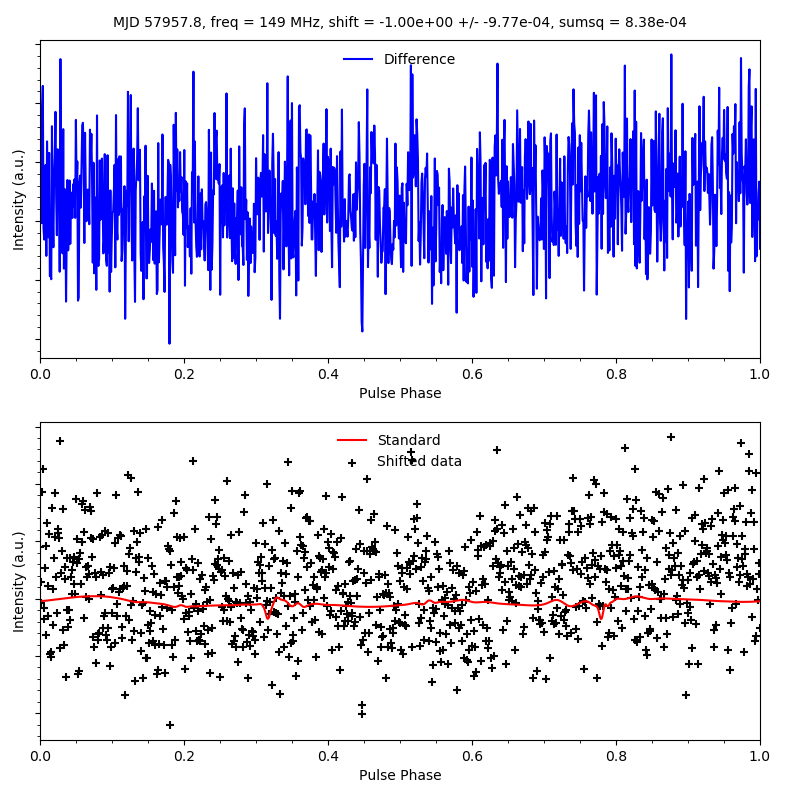 MJD 57957.8, freq = 149 MHz, shift = -1.00e+00 +/- -9.77e-04, sumsq = 8.38e-04
Difference
Intensity (a.u.)
0.0 0.2 0.4 0.6 0.8 1.0
Pulse Phase
Standard
Shifted data
Intensity (a.u.)
0.0 0.2 0.4 0.6 0.8 1.0
Pulse Phase